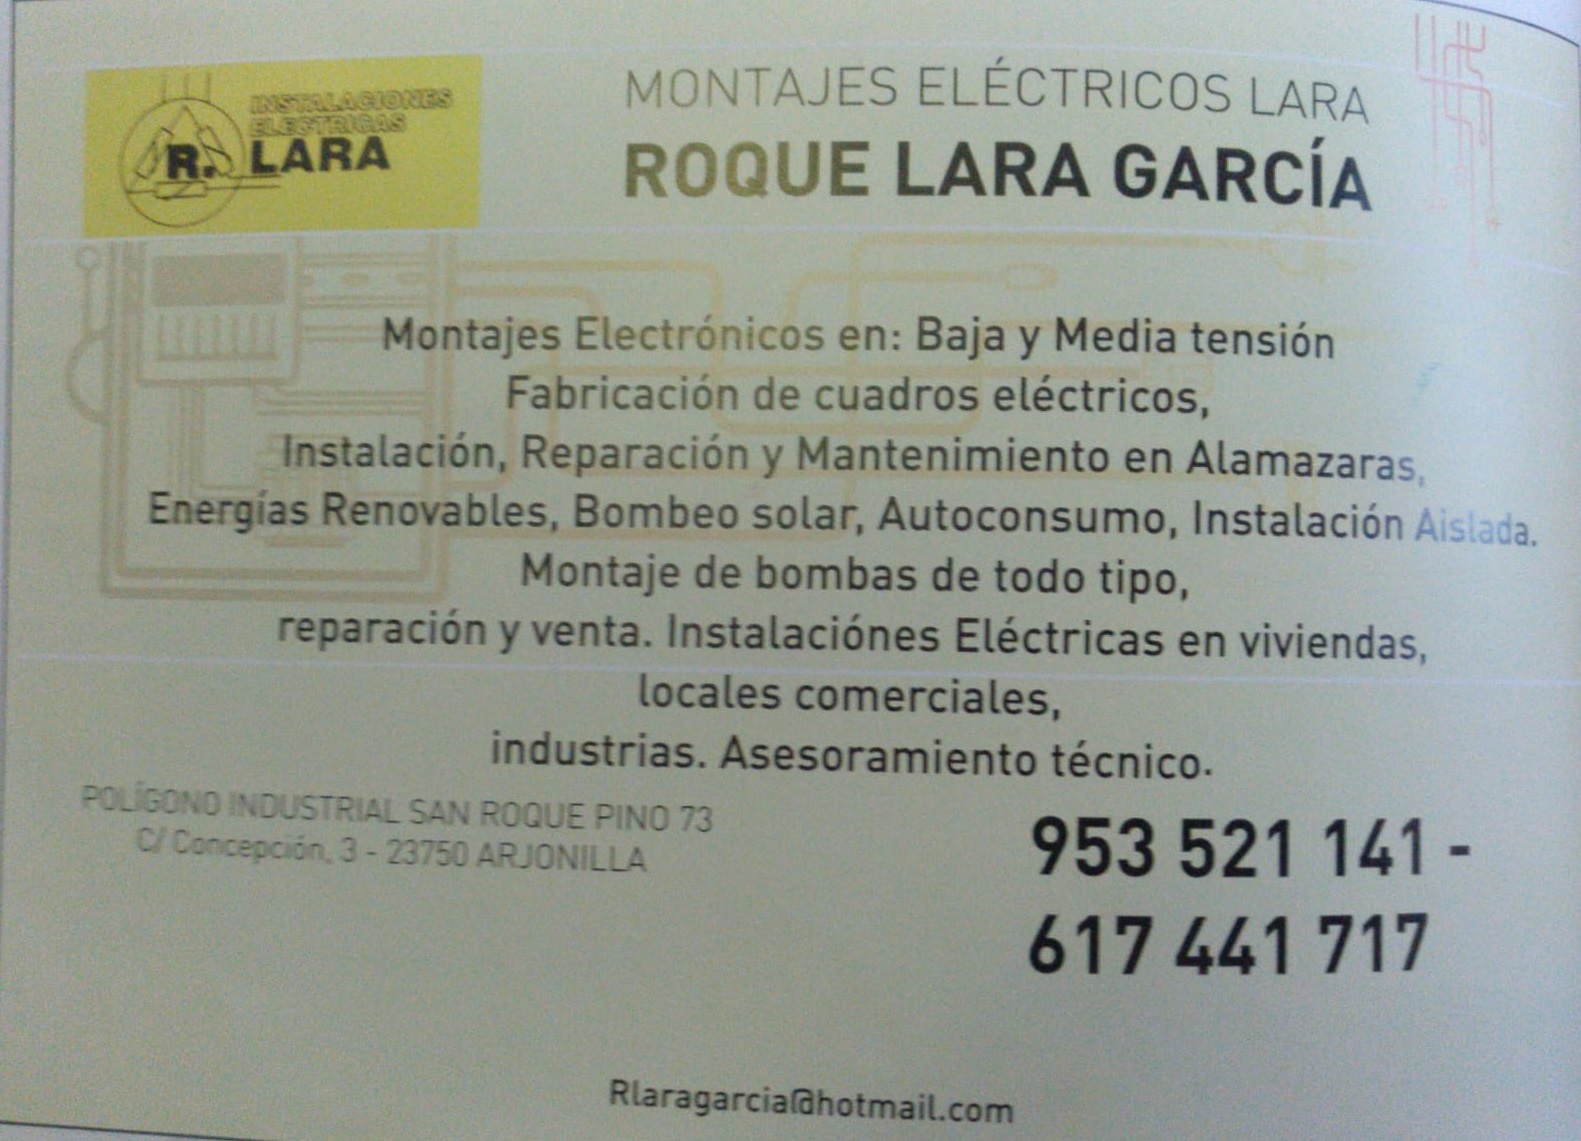 INSTALACIONES
ELECTRICAS
R. LARA
MONTAJES ELÉCTRICOS LARA
ROQUE LARA GARCÍA
Montajes Electrónicos en: Baja y Media tensión
Fabricación de cuadros eléctricos,
Instalación, Reparación y Mantenimiento en Alamazaras,
Energías Renovables, Bombeo solar, Autoconsumo, Instalación Aislada.
Montaje de bombas de todo tipo,
reparación y venta. Instalaciónes Eléctricas en viviendas,
locales comerciales,
industrias. Asesoramiento técnico.
POLÍGONO INDUSTRIAL SAN ROQUE PINO 73
C/ Concepción, 3 - 23750 ARJONILLA
953 521 141 -
617 441 717
Rlaragarcia@hotmail.com